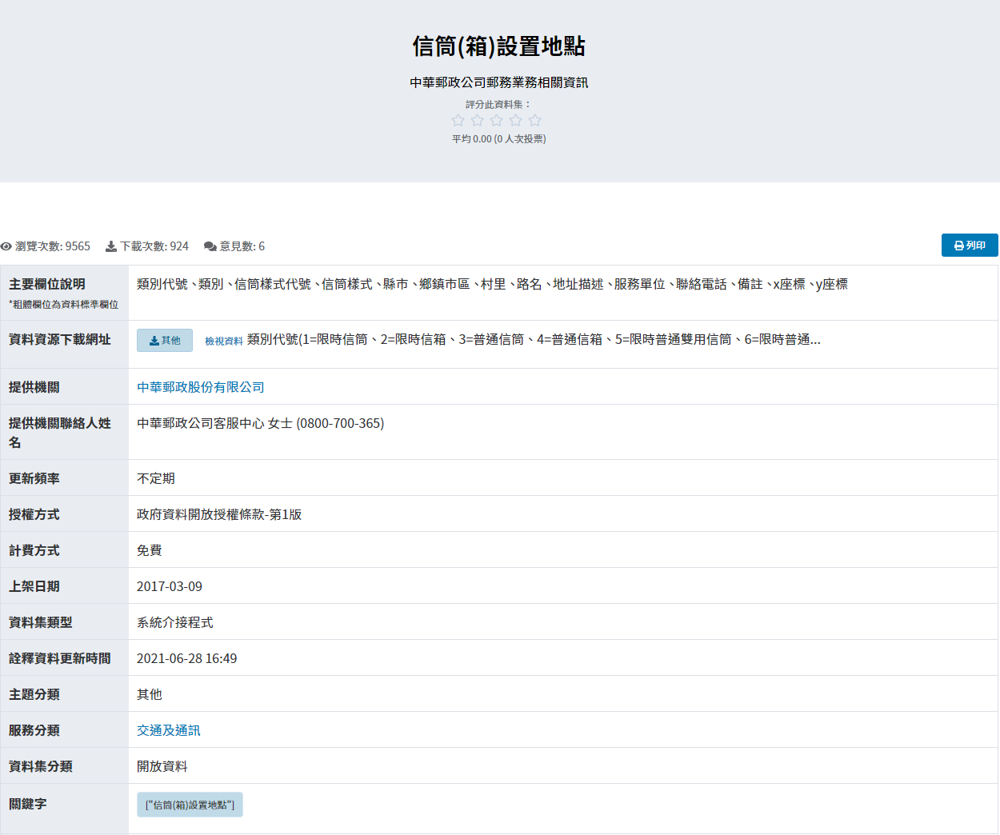 信筒(箱)設置地點
中華郵政公司郵務業務相關資訊
評分此資料集：
平均 0.00 (0 人次投票)
瀏覽次數: 9565 下載次數: 924 意見數: 6
列印
主要欄位說明
*粗體欄位為資料標準欄位
類別代號、類別、信筒樣式代號、信筒樣式、縣市、鄉鎮市區、村里、路名、地址描述、服務單位、聯絡電話、備註、x座標、y座標
資料資源下載網址
其他 檢視資料 類別代號(1=限時信筒、2=限時信箱、3=普通信筒、4=普通信箱、5=限時普通雙用信筒、6=限時普通...
提供機關
中華郵政股份有限公司
提供機關聯絡人姓
名
中華郵政公司客服中心 女士 (0800-700-365)
更新頻率
不定期
授權方式
政府資料開放授權條款-第1版
計費方式
免費
上架日期
2017-03-09
資料集類型
系統介接程式
詮釋資料更新時間
2021-06-28 16:49
主題分類
其他
服務分類
交通及通訊
資料集分類
開放資料
關鍵字
["信筒(箱)設置地點"]